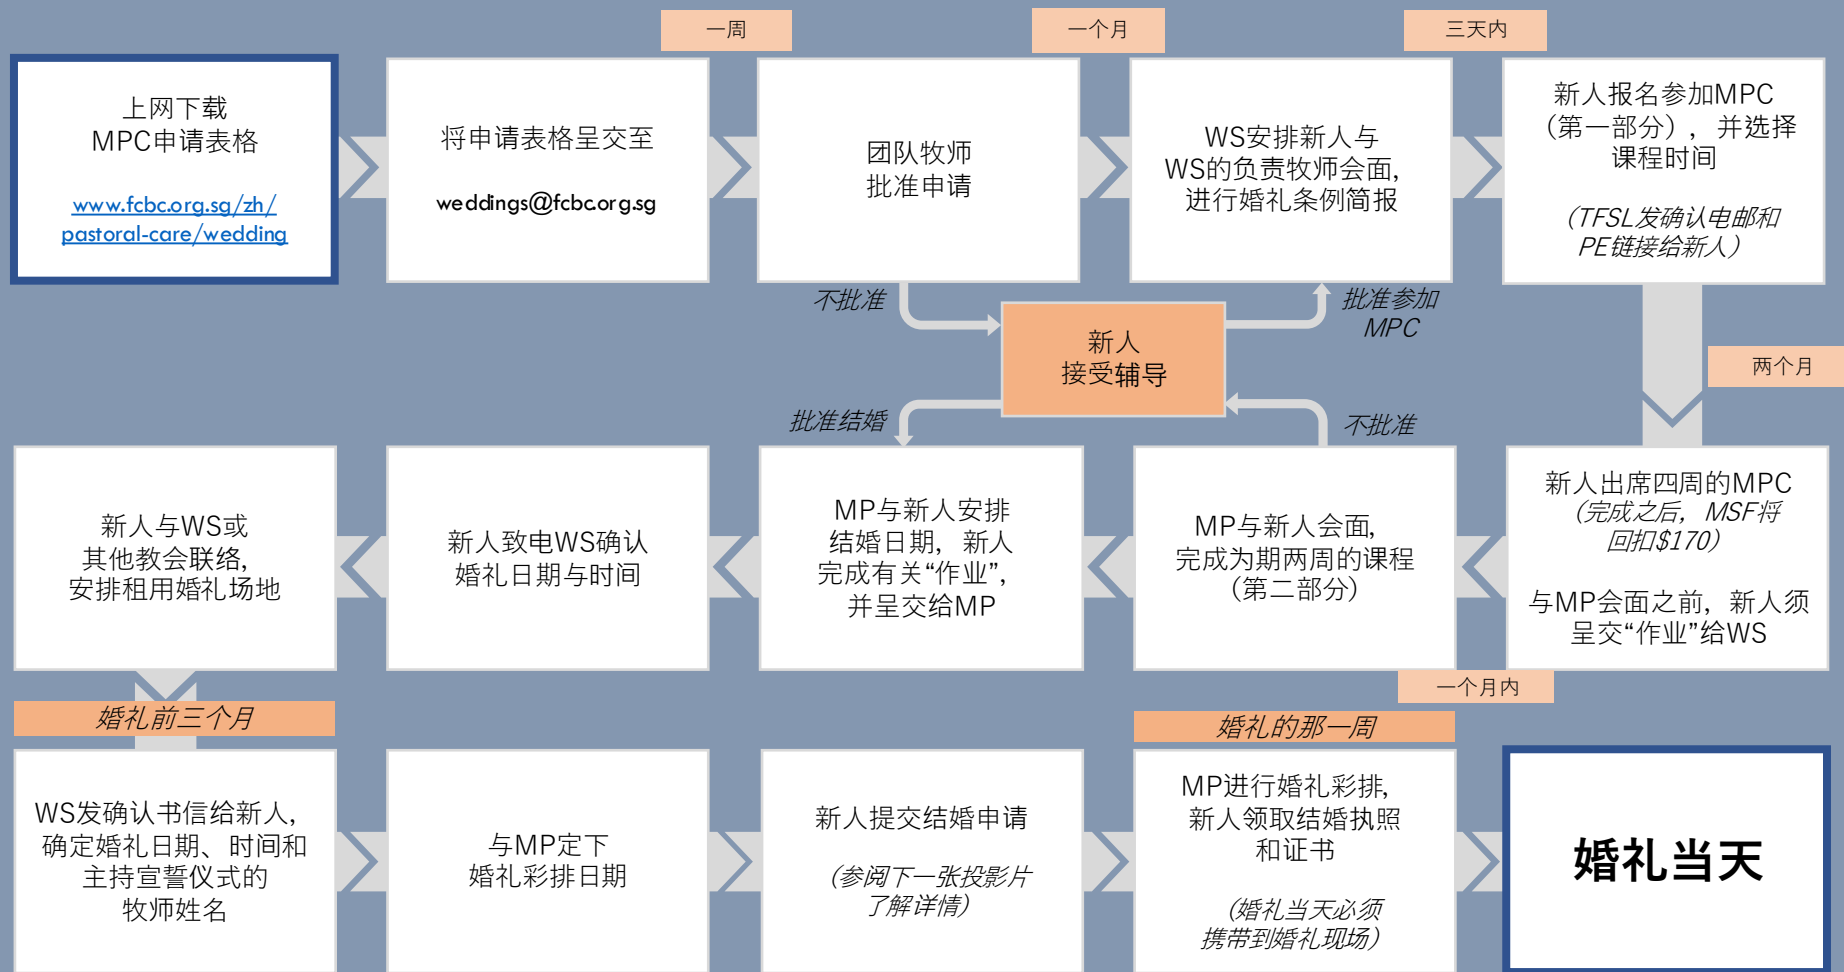 一周
一个月
三天内
上网下载
MPC申请表格
www.fcbc.org.sg/zh/
pastoral-care/wedding
将申请表格呈交至
weddings@fcbc.org.sg
团队牧师
批准申请
WS安排新人与
WS的负责牧师会面,
进行婚礼条例简报
新人报名参加MPC
（第一部分），并选择
课程时间
（TFSL发确认电邮和
PE链接给新人）
不批准
新人
接受辅导
批准参加
MPC
两个月
批准结婚
不批准
新人出席四周的MPC
（完成之后，MSF将
回扣$170）
与MP会面之前，新人须
呈交“作业”给WS
MP与新人会面,
完成为期两周的课程
（第二部分）
MP与新人安排
结婚日期，新人
完成有关“作业”,
并呈交给MP
新人致电WS确认
婚礼日期与时间
新人与WS或
其他教会联络,
安排租用婚礼场地
一个月内
婚礼前三个月
婚礼的那一周
WS发确认书信给新人,
确定婚礼日期、时间和
主持宣誓仪式的
牧师姓名
与MP定下
婚礼彩排日期
新人提交结婚申请
（参阅下一张投影片
了解详情）
MP进行婚礼彩排,
新人领取结婚执照
和证书
（婚礼当天必须
携带到婚礼现场）
婚礼当天